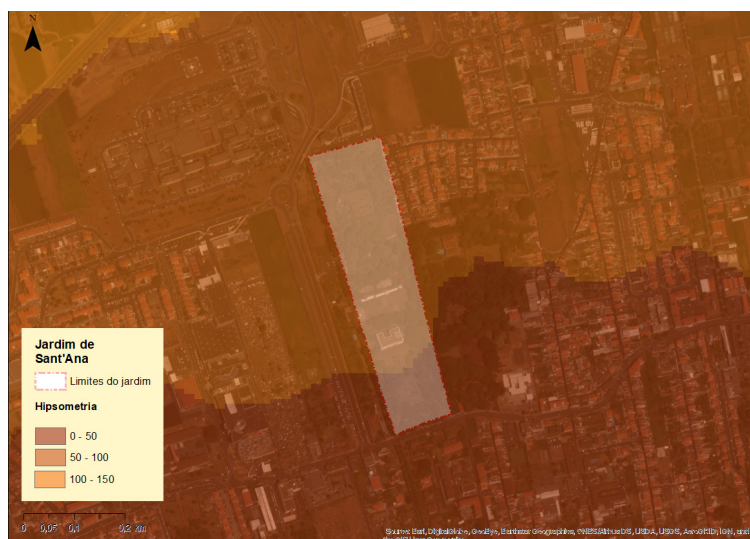 N
Jardim de
Sant'Ana
Limites do jardim
Hipsometria
0 - 50
50 - 100
100 - 150
0 0,05 0,1 0,2 km
Source: Esri, DigitalGlobe, GeoEye, Earthstar Geographics, CNES/Airbus DS, USDA, USGS, AeroGRID, IGN, and